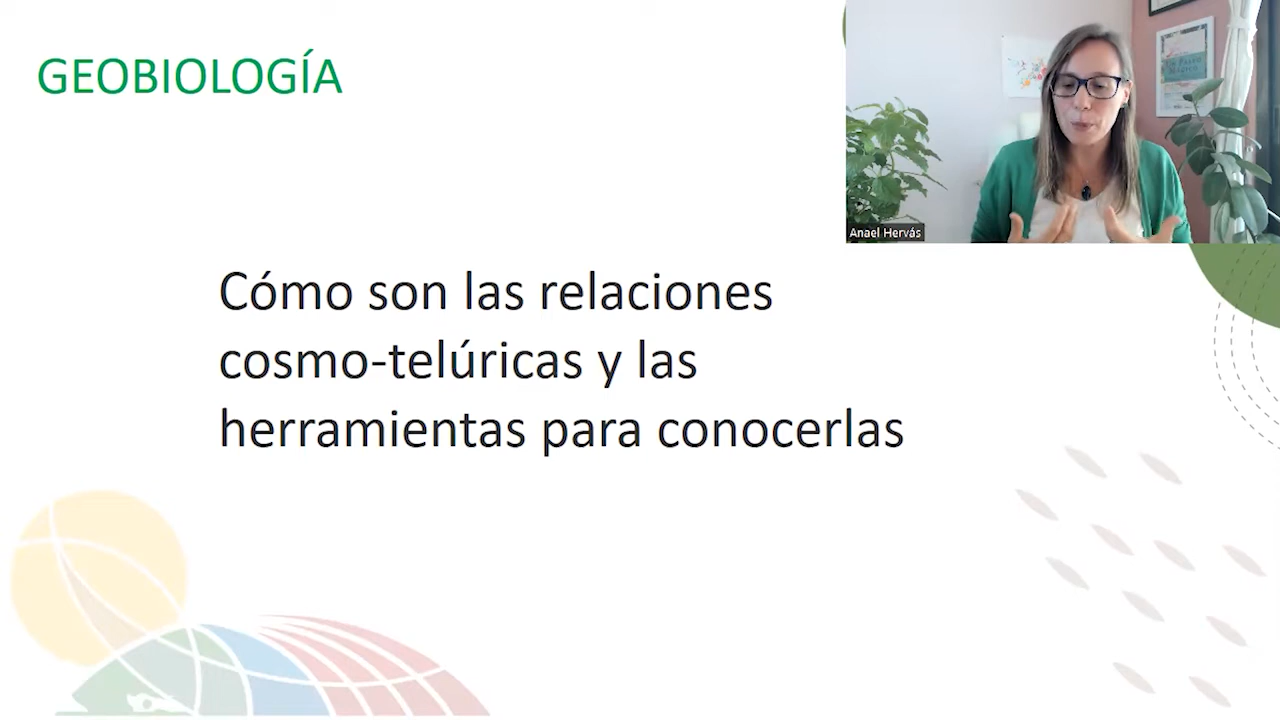 GEOBIOLOGÍA
Anael Hervás
Cómo son las relaciones
cosmo-telúricas y las
herramientas para conocerlas